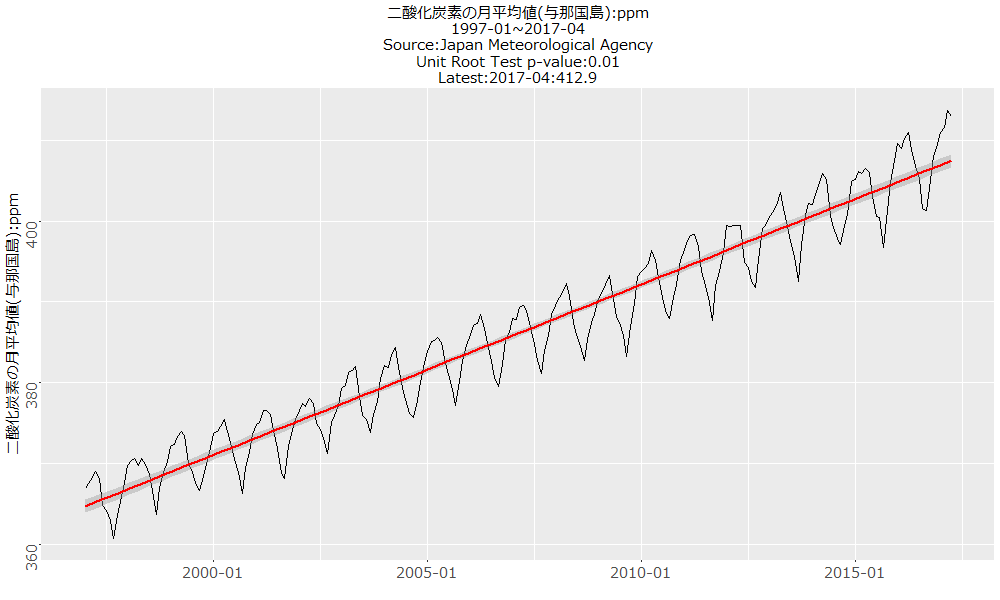 二酸化炭素の月平均値(与那国島):ppm
1997-01~2017-04
Source:Japan Meteorological Agency
Unit Root Test p-value:0.01
Latest:2017-04:412.9
二酸化炭素の月平均値(与那国島):ppm
400
380
360
2000-01
2005-01
2010-01
2015-01